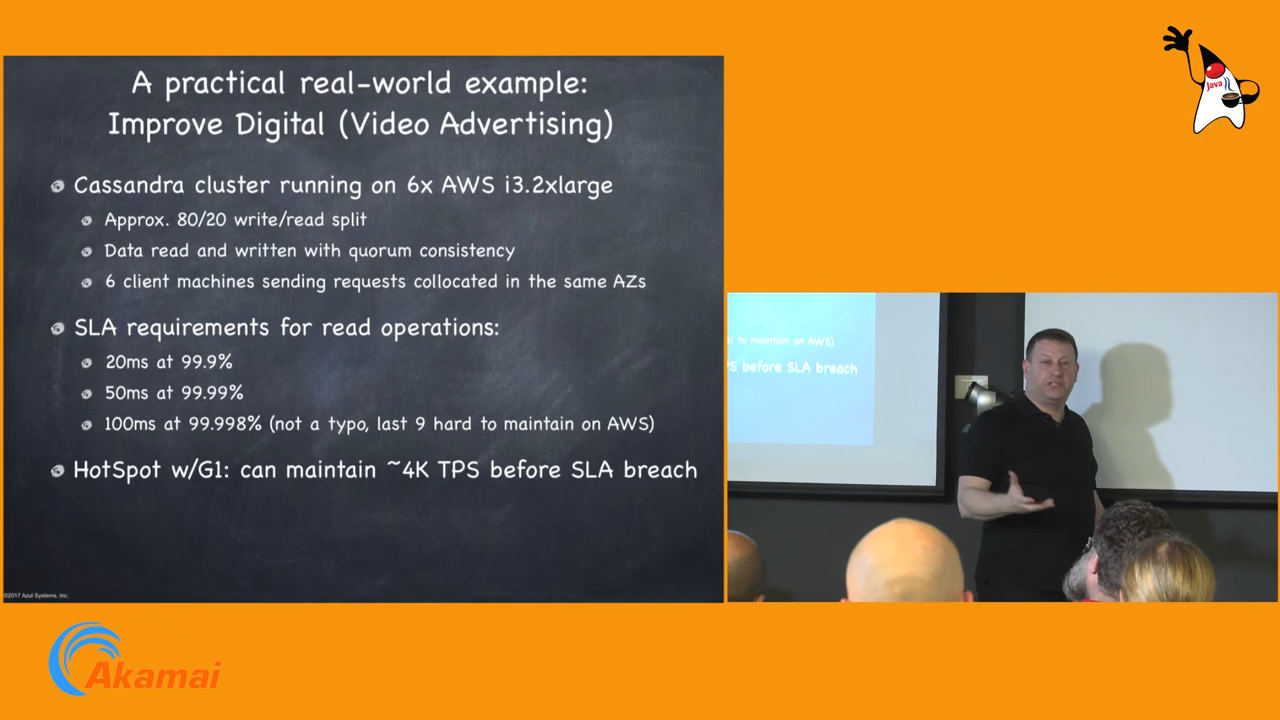 A practical real-world example:
Improve Digital (Video Advertising)
Cassandra cluster running on 6x AWS i3.2xlarge
Approx. 80/20 write/read split
Data read and written with quorum consistency
6 client machines sending requests collocated in the same AZs
SLA requirements for read operations:
20ms at 99.9%
50ms at 99.99%
100ms at 99.998% (not a typo, last 9 hard to maintain on AWS)
HotSpot w/G1: can maintain ~4K TPS before SLA breach
©2017 Azul Systems, Inc.
Java
to maintain on AWS)
before SLA breach
Akamai